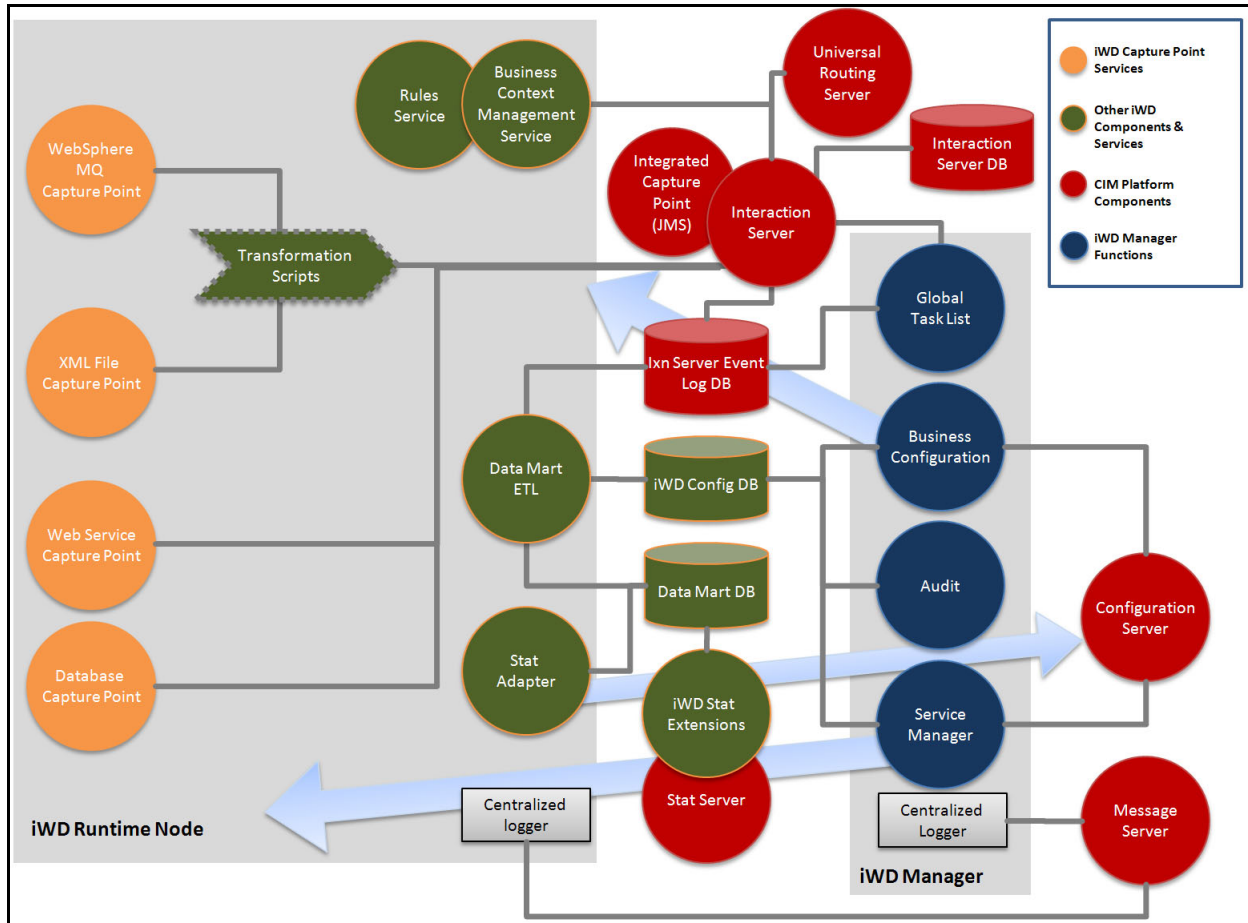 Rules
Service
Business
Context
Management
Service
Universal
Routing
Server
iWD Capture Point
Services
Other iWD
Components &
Services
CIM Platform
Components
iWD Manager
Functions
WebSphere
MQ
Capture Point
Integrated
Capture
Point
(JMS)
Interaction
Server
Interaction
Server DB
Transformation
Scripts
Global
Task List
XML File
Capture Point
Ixn Server Event
Log DB
Data Mart
ETL
iWD Config DB
Business
Configuration
Web Service
Capture Point
Data Mart DB
Audit
Configuration
Server
Database
Capture Point
Stat
Adapter
iWD Stat
Extensions
Service
Manager
Stat Server
Centralized
logger
Centralized
Logger
Message
Server
iWD Runtime Node
iWD Manager